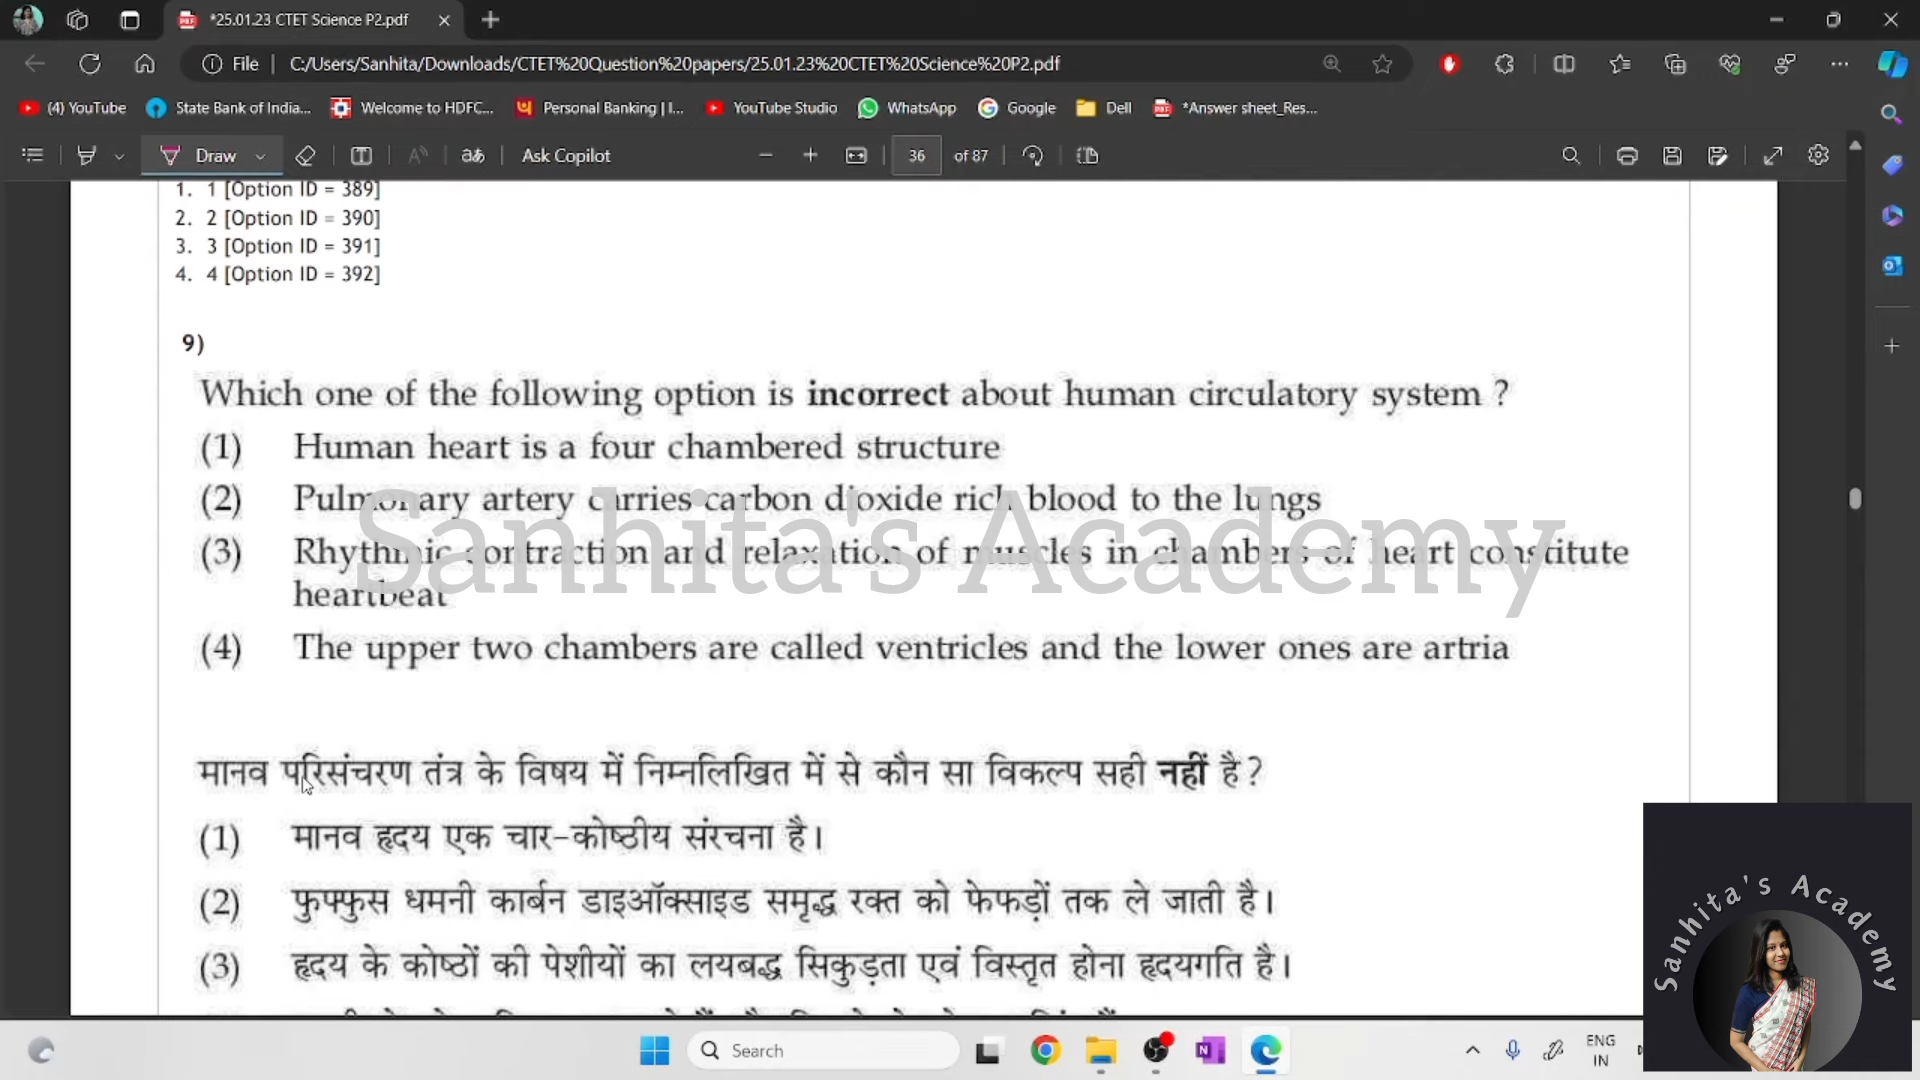 *25.01.23 CTET Science P2.pdf
File C:/Users/Sanhita/Downloads/CTET%20Question%20papers/25.01.23%20CTET%20Science%20P2.pdf
(4) YouTube State Bank of India... Welcome to HDFC... Personal Banking | I... YouTube Studio WhatsApp Google Dell *Answer sheet_Res...
Draw Ask Copilot 36 of 87
1. 1 [Option ID = 389]
2. 2 [Option ID = 390]
3. 3 [Option ID = 391]
4. 4 [Option ID = 392]
9)
Which one of the following option is incorrect about human circulatory system ?
(1) Human heart is a four chambered structure
(2) Pulmonary artery carries carbon dioxide rich blood to the lungs
Sanhita's Academy
(3) Rhythmic contraction and relaxation of muscles in chambers of heart constitute
heartbeat
(4) The upper two chambers are called ventricles and the lower ones are artria
मानव परिसंचरण तंत्र के विषय में निम्नलिखित में से कौन सा विकल्प सही नहीं है ?
(1) मानव हृदय एक चार-कोष्ठीय संरचना है।
(2) फुफ्फुस धमनी कार्बन डाइऑक्साइड समृद्ध रक्त को फेफड़ों तक ले जाती है।
(3) हृदय के कोष्ठों की पेशीयों का लयबद्ध सिकुड़ता एवं विस्तृत होना हृदयगति है।
Sanhita's Academy
Search
ENG
IN